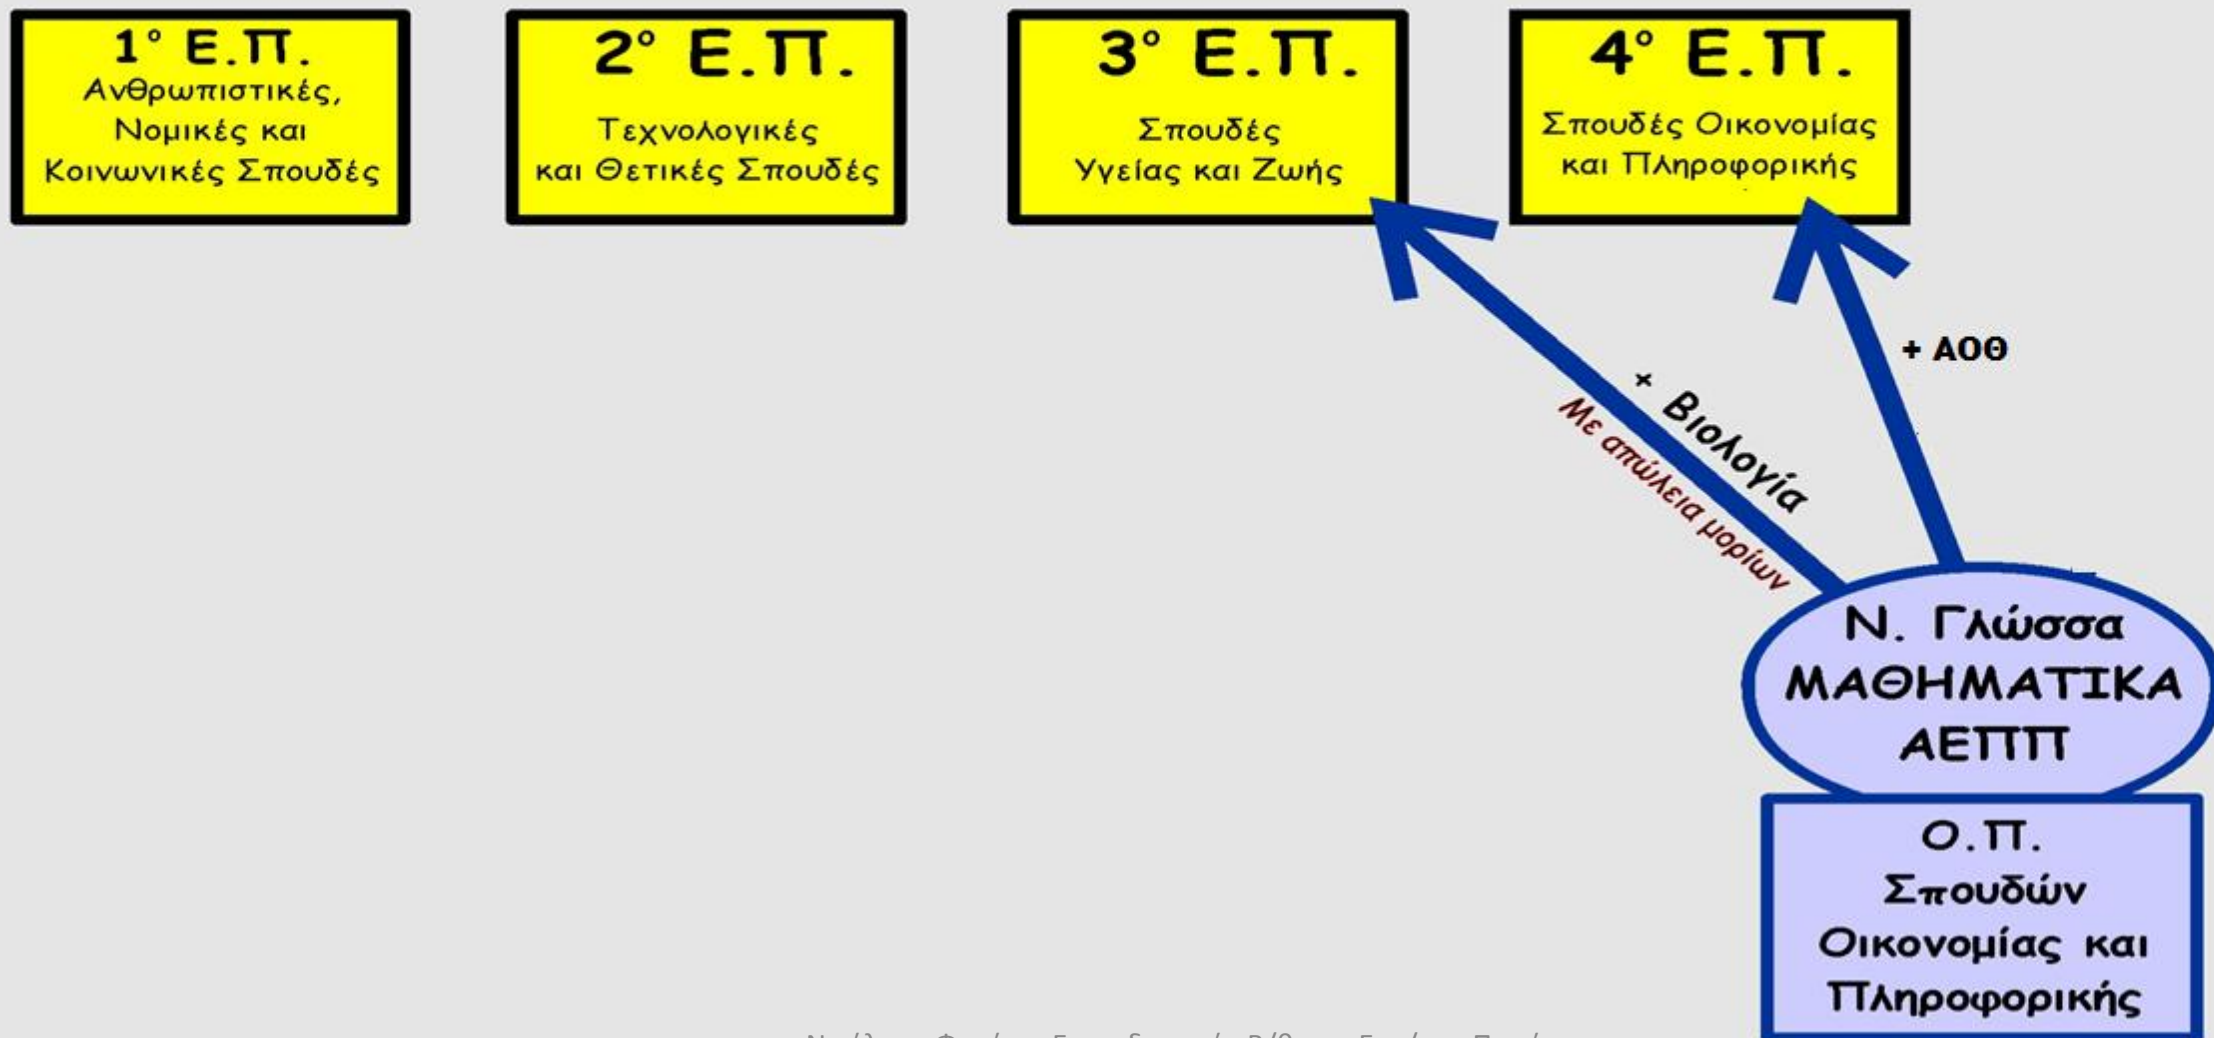 1° Ε.Π.
Ανθρωπιστικές,
Νομικές και
Κοινωνικές Σπουδές
2° Ε.Π.
Τεχνολογικές
και Θετικές Σπουδές
3° Ε.Π.
Σπουδές
Υγείας και Ζωής
4° Ε.Π.
Σπουδές Οικονομίας
και Πληροφορικής
+ ΑΟΘ
+ Βιολογία
Με απώλεια μορίων
Ν. Γλώσσα
ΜΑΘΗΜΑΤΙΚΑ
ΑΕΠΠ
Ο.Π.
Σπουδών
Οικονομίας και
Πληροφορικής